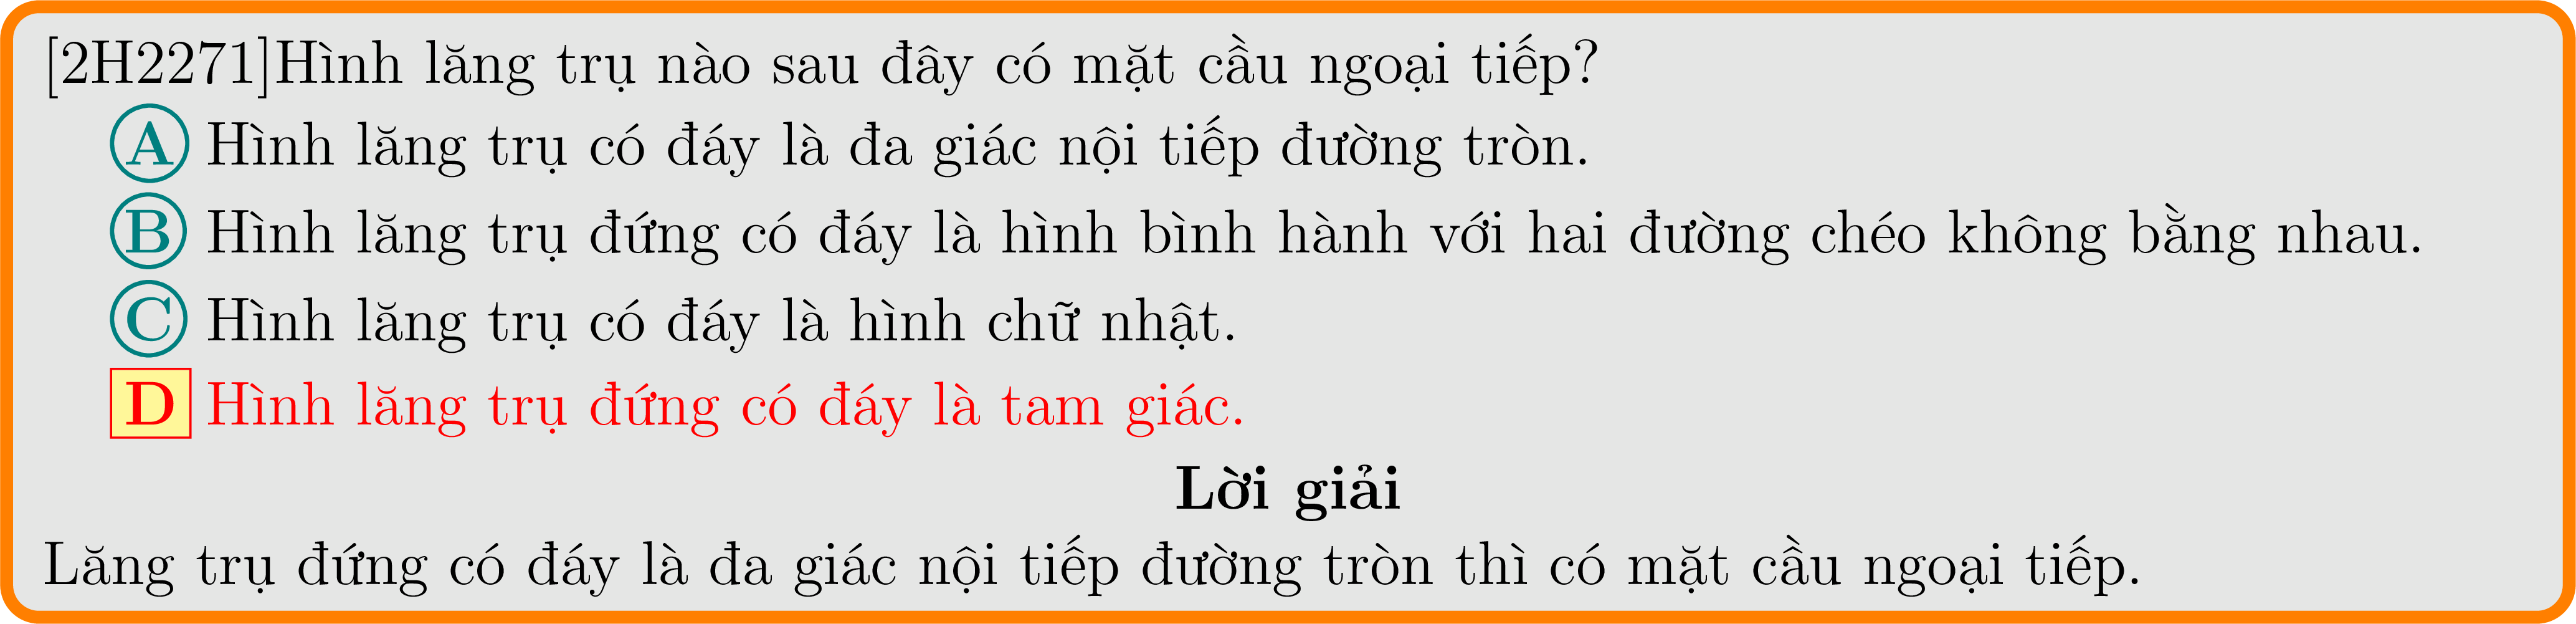 [2H2271]Hình lăng trụ nào sau đây có mặt cầu ngoại tiếp?
A Hình lăng trụ có đáy là đa giác nội tiếp đường tròn.
B Hình lăng trụ đứng có đáy là hình bình hành với hai đường chéo không bằng nhau.
C Hình lăng trụ có đáy là hình chữ nhật.
D Hình lăng trụ đứng có đáy là tam giác.
Lời giải
Lăng trụ đứng có đáy là đa giác nội tiếp đường tròn thì có mặt cầu ngoại tiếp.